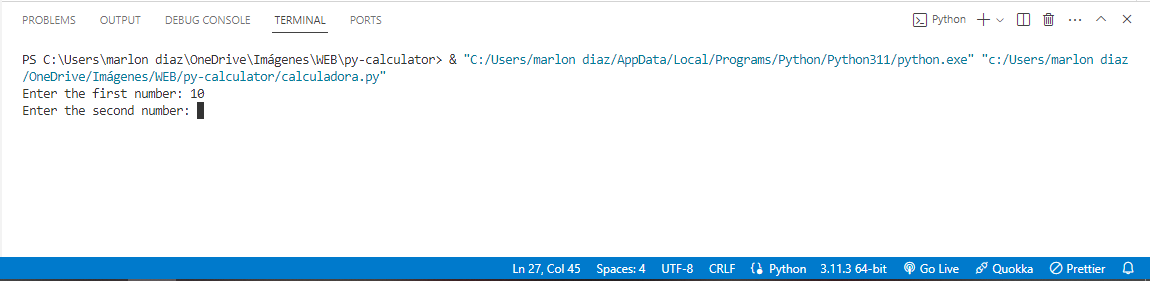 PROBLEMS OUTPUT DEBUG CONSOLE TERMINAL PORTS Python
PS C:\Users\marlon diaz\OneDrive\Imágenes\WEB\py-calculator> & "C:/Users/marlon diaz/AppData/Local/Programs/Python/Python311/python.exe" "c:/Users/marlon diaz
/OneDrive/Imágenes/WEB/py-calculator/calculadora.py"
Enter the first number: 10
Enter the second number:
Ln 27, Col 45 Spaces: 4 UTF-8 CRLF Python 3.11.3 64-bit Go Live Quokka Prettier